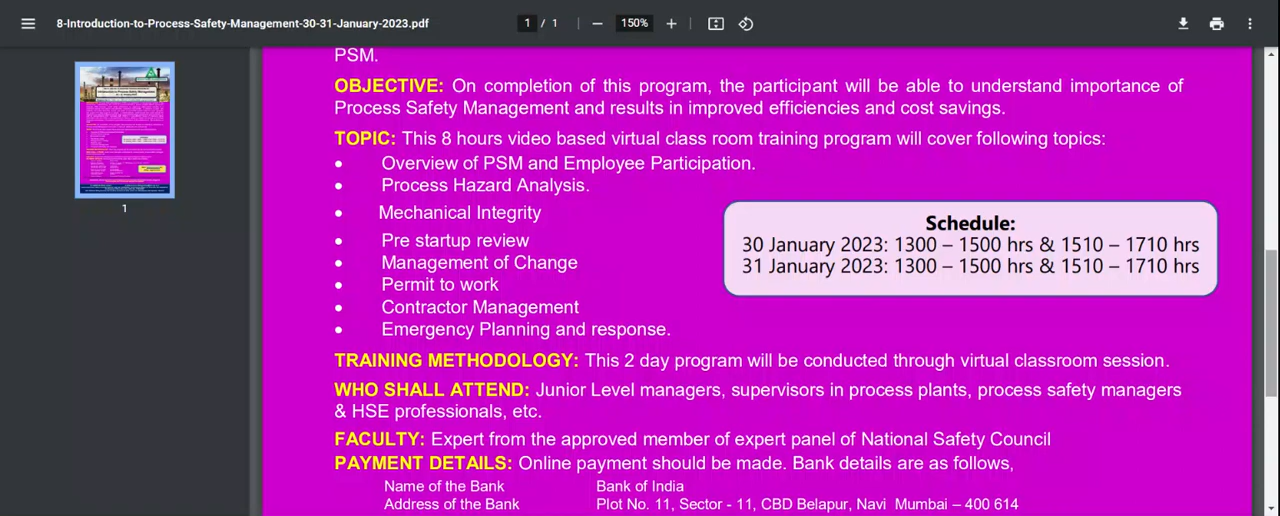 8-Introduction-to-Process-Safety-Management-30-31-January-2023.pdf
1 / 1
150%
PSM.
OBJECTIVE: On completion of this program, the participant will be able to understand importance of
Process Safety Management and results in improved efficiencies and cost savings.
TOPIC: This 8 hours video based virtual class room training program will cover following topics:
• Overview of PSM and Employee Participation.
• Process Hazard Analysis.
• Mechanical Integrity
• Pre startup review
• Management of Change
• Permit to work
• Contractor Management
• Emergency Planning and response.
Schedule:
30 January 2023: 1300 – 1500 hrs & 1510 – 1710 hrs
31 January 2023: 1300 – 1500 hrs & 1510 – 1710 hrs
TRAINING METHODOLOGY: This 2 day program will be conducted through virtual classroom session.
WHO SHALL ATTEND: Junior Level managers, supervisors in process plants, process safety managers
& HSE professionals, etc.
FACULTY: Expert from the approved member of expert panel of National Safety Council
PAYMENT DETAILS: Online payment should be made. Bank details are as follows,
Name of the Bank Bank of India
Address of the Bank Plot No. 11, Sector - 11, CBD Belapur, Navi Mumbai – 400 614
1